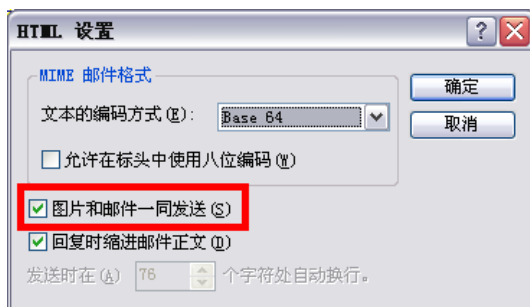 HTML 设置
MIME 邮件格式
文本的编码方式(E): Base 64
确定
取消
允许在标头中使用八位编码(W)
图片和邮件一同发送(S)
回复时缩进邮件正文(D)
发送时在(A) 76 个字符处自动换行。